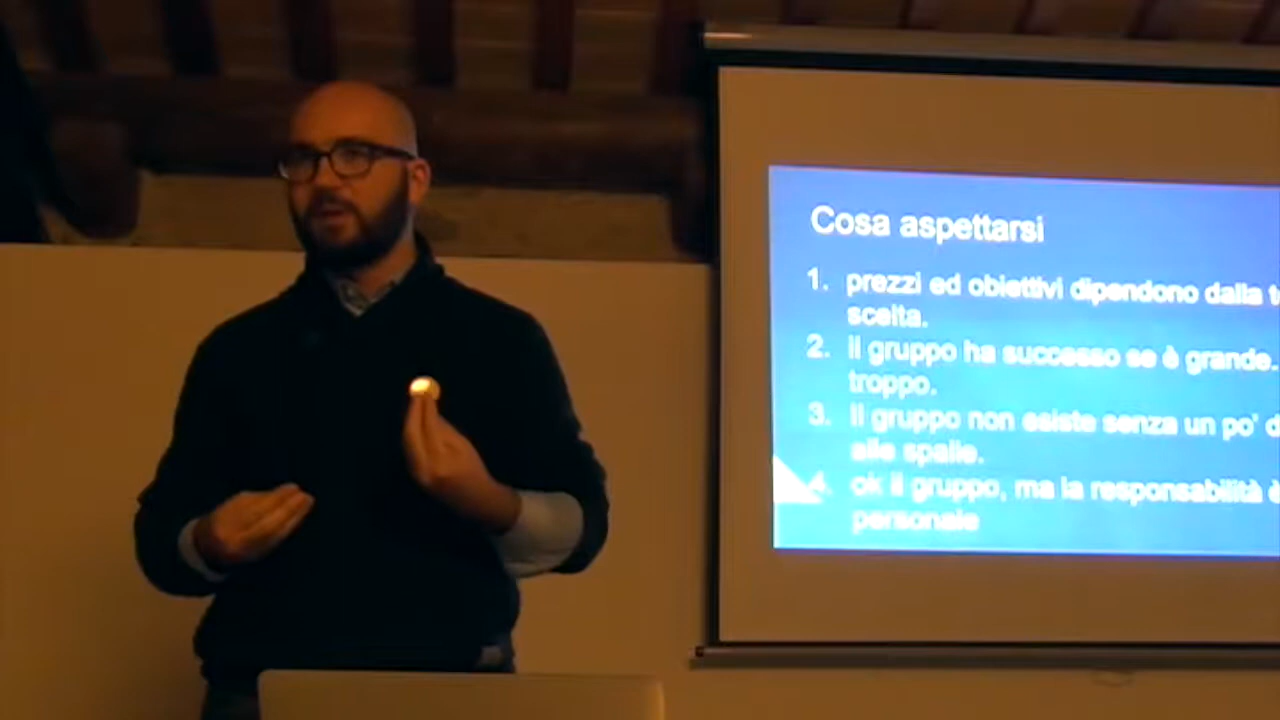 Cosa aspettarsi
1. prezzi ed obiettivi dipendono dalla
scelta.
2. Il gruppo ha successo se è grande.
troppo.
3. Il gruppo non esiste senza un po'
alle spalle.
4. ok il gruppo, ma la responsabilità è
personale